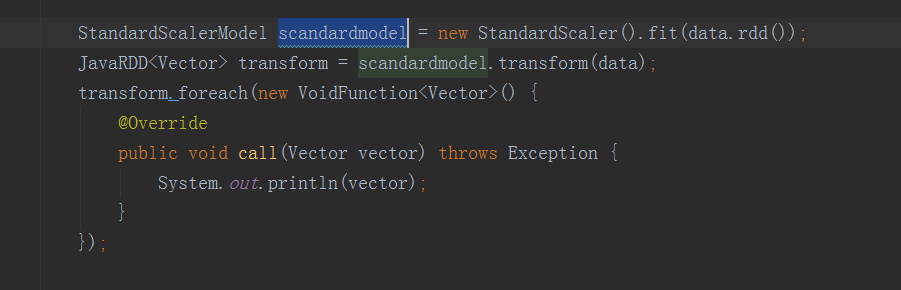 StandardScalerModel scandardmodel = new StandardScaler().fit(data.rdd());
JavaRDD<Vector> transform = scandardmodel.transform(data);
transform.foreach(new VoidFunction<Vector>() {
@Override
public void call(Vector vector) throws Exception {
System.out.println(vector);
}
});